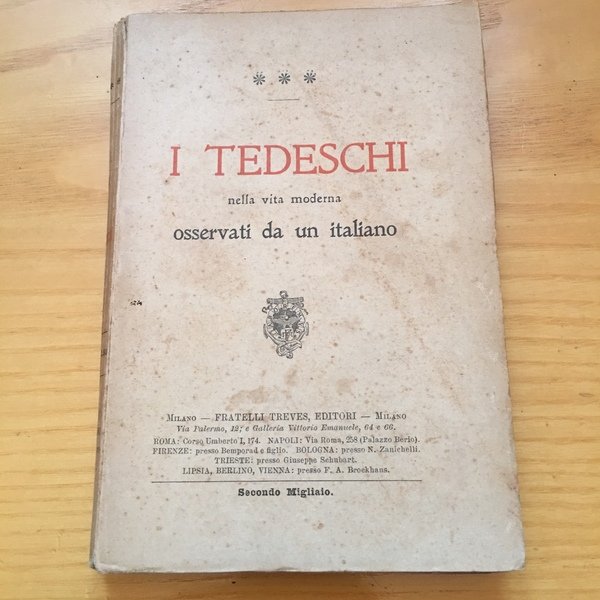 * * *
I TEDESCHI
nella vita moderna
osservati da un italiano
MILANO — FRATELLI TREVES, EDITORI — MILANO
Via Palermo, 12; e Galleria Vittorio Emanuele, 64 e 66.
ROMA: Corso Umberto I, 174. NAPOLI: Via Roma, 258 (Palazzo Berio).
FIRENZE: presso Bemporad e figlio. BOLOGNA: presso N. Zanichelli.
TRIESTE: presso Giuseppe Schubart.
LIPSIA, BERLINO, VIENNA: presso F. A. Brockhaus.
Secondo Migliaio.